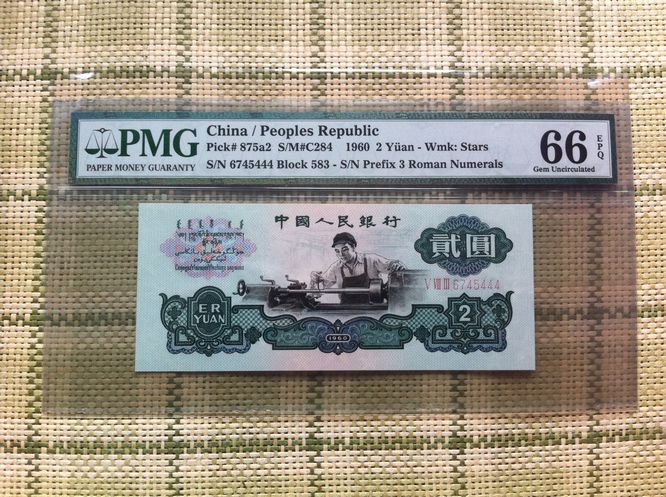 PMG
PAPER MONEY GUARANTY
China / Peoples Republic
Pick# 875a2 S/M#C284 1960 2 Yüan - Wmk: Stars
S/N 6745444 Block 583 - S/N Prefix 3 Roman Numerals
66 EPQ
Gem Uncirculated
中國人民銀行
貳圓
V VIII III 6745444
ER
YUAN
2
1960